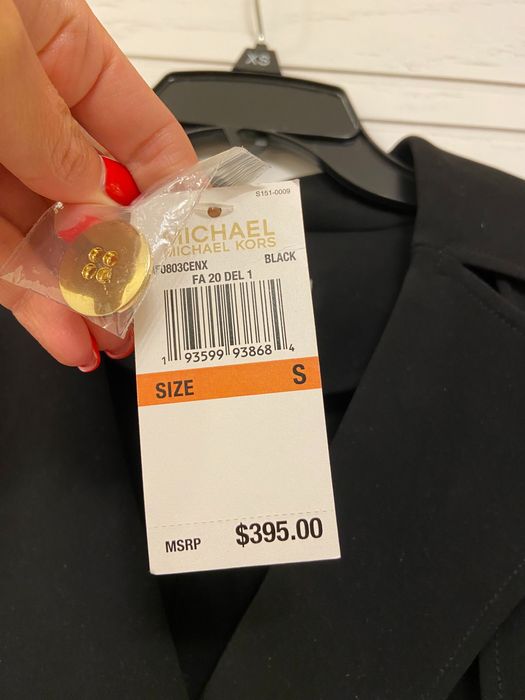 XS
S151-0009
MICHAEL
MICHAEL KORS
BLACK
FA 20 DEL 1
1 93599 93868 4
SIZE S
MSRP $395.00